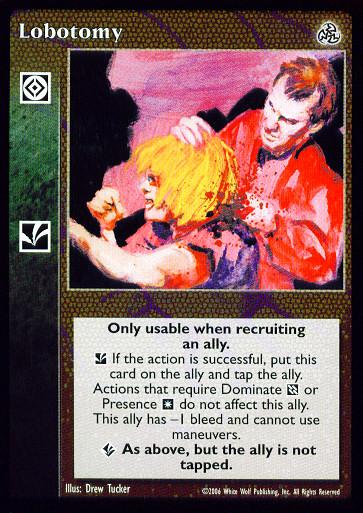 Lobotomy
Only usable when recruiting
an ally.
If the action is successful, put this
card on the ally and tap the ally.
Actions that require Dominate or
Presence do not affect this ally.
This ally has –1 bleed and cannot use
maneuvers.
As above, but the ally is not
tapped.
Illus: Drew Tucker
©2006 White Wolf Publishing, Inc. All Rights Reserved